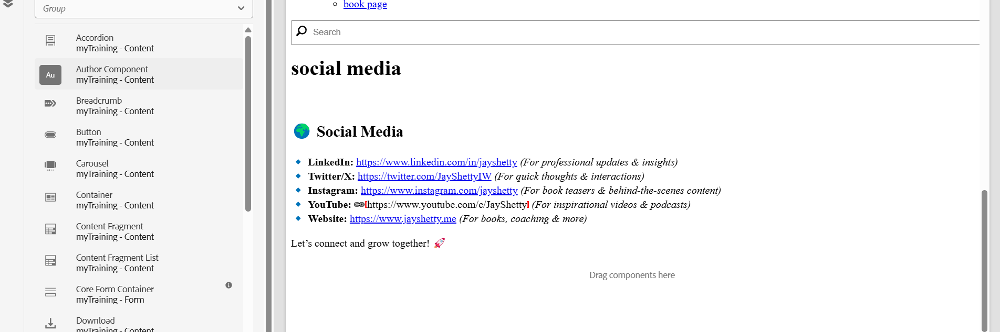 Group
Accordion
myTraining - Content
Au
Author Component
myTraining - Content
Breadcrumb
myTraining - Content
Button
myTraining - Content
Carousel
myTraining - Content
Container
myTraining - Content
Content Fragment
myTraining - Content
Content Fragment List
myTraining - Content
Core Form Container
myTraining - Form
Download
myTraining - Content
book page
Search
social media
🌍 Social Media
🔹 LinkedIn: https://www.linkedin.com/in/jayshetty (For professional updates & insights)
🔹 Twitter/X: https://twitter.com/JayShettyIW (For quick thoughts & interactions)
🔹 Instagram: https://www.instagram.com/jayshetty (For book teasers & behind-the-scenes content)
🔹 YouTube: [https://www.youtube.com/c/JayShetty] (For inspirational videos & podcasts)
🔹 Website: https://www.jayshetty.me (For books, coaching & more)
Let’s connect and grow together! 🚀
Drag components here